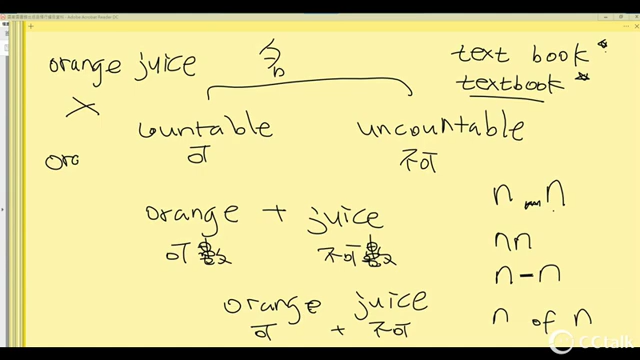 orange juice
text book
textbook
countable
uncountable
可
不可
ora
orange + juice
可數
不可數
n n
nn
n-n
orange juice
可 + 不可
n of n
CCtalk